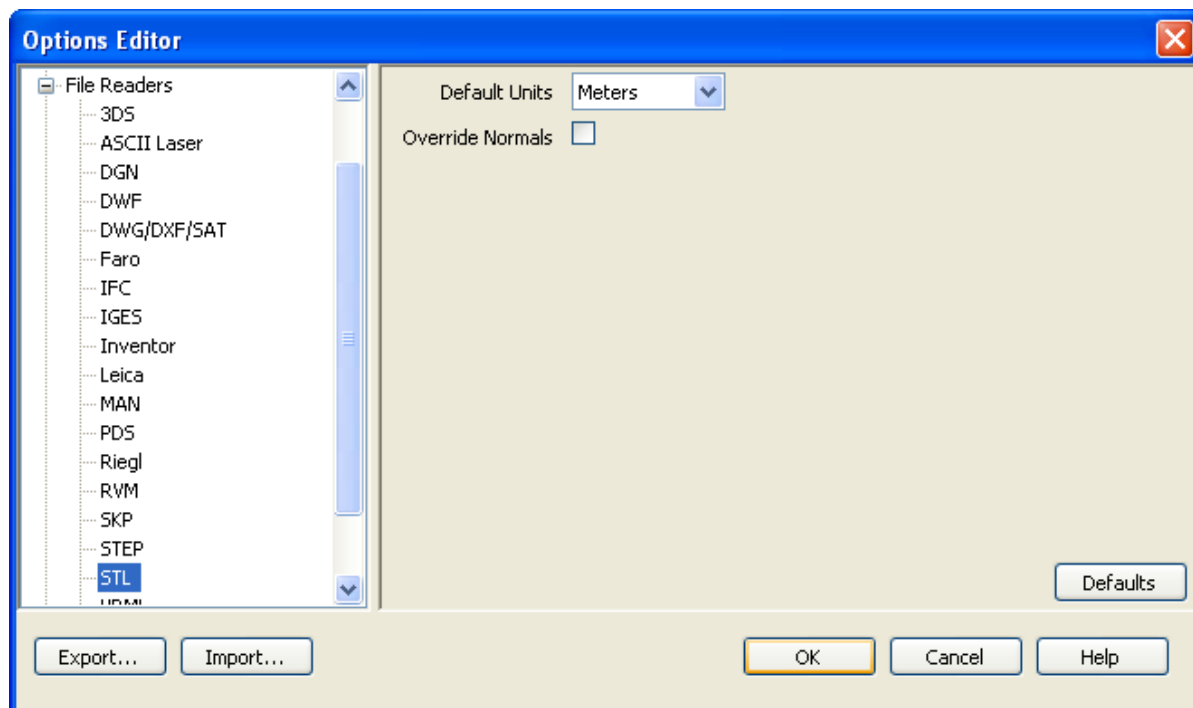 Options Editor
File Readers
3DS
ASCII Laser
DGN
DWF
DWG/DXF/SAT
Faro
IFC
IGES
Inventor
Leica
MAN
PDS
Riegl
RVM
SKP
STEP
STL
Default Units Meters
Override Normals
Defaults
Export... Import... OK Cancel Help